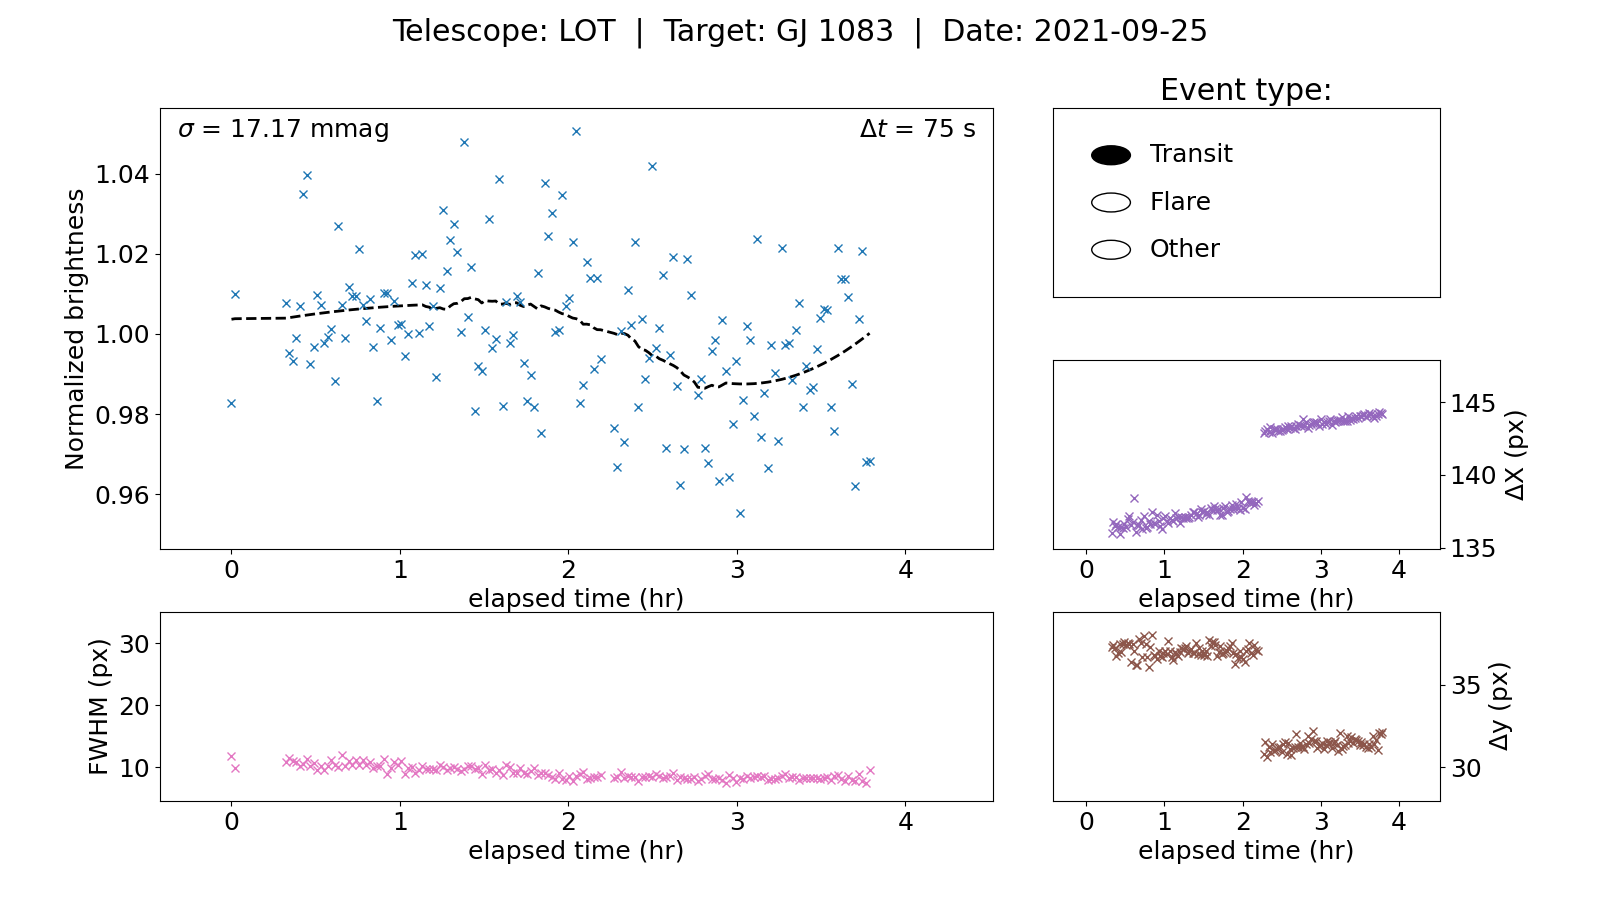 Telescope: LOT | Target: GJ 1083 | Date: 2021-09-25
Event type:
σ = 17.17 mmag
Δt = 75 s
Transit
Flare
Other
Normalized brightness
1.04
1.02
1.00
0.98
0.96
0 1 2 3 4
elapsed time (hr)
145
140
135
ΔX (px)
0 1 2 3 4
elapsed time (hr)
FWHM (px)
30
20
10
0 1 2 3 4
elapsed time (hr)
35
30
Δy (px)
0 1 2 3 4
elapsed time (hr)